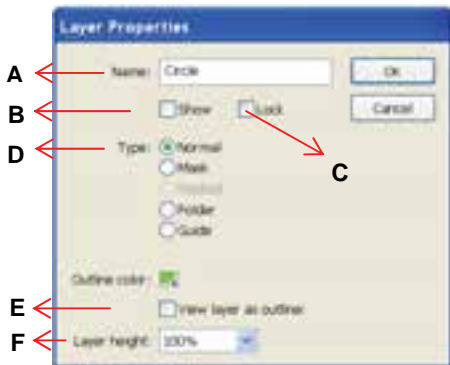 Layer Properties
A Name: Circle OK
B Show Lock Cancel
D Type: Normal C
Mask
Folder
Guide
Outline color:
E View layer as outlines
F Layer height: 100%